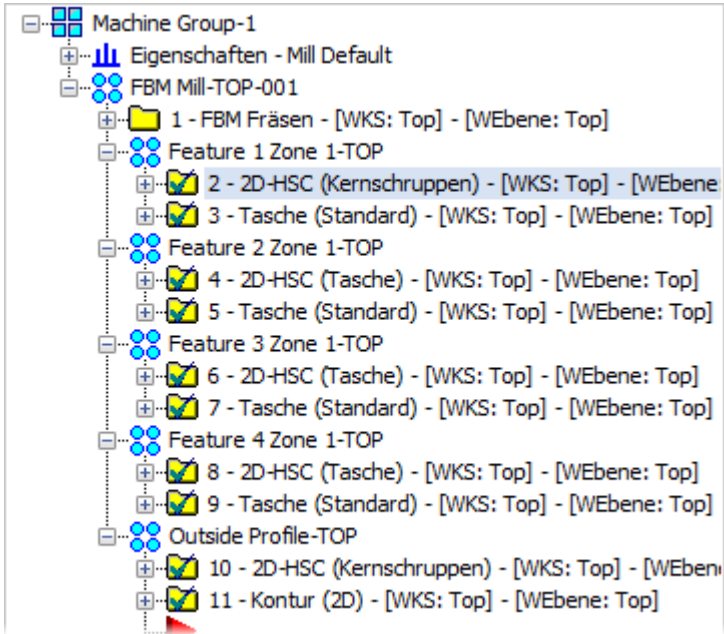 Machine Group-1
Eigenschaften - Mill Default
FBM Mill-TOP-001
1 - FBM Fräsen - [WKS: Top] - [WEbene: Top]
Feature 1 Zone 1-TOP
2 - 2D-HSC (Kernschruppen) - [WKS: Top] - [WEbene:
3 - Tasche (Standard) - [WKS: Top] - [WEbene: Top]
Feature 2 Zone 1-TOP
4 - 2D-HSC (Tasche) - [WKS: Top] - [WEbene: Top]
5 - Tasche (Standard) - [WKS: Top] - [WEbene: Top]
Feature 3 Zone 1-TOP
6 - 2D-HSC (Tasche) - [WKS: Top] - [WEbene: Top]
7 - Tasche (Standard) - [WKS: Top] - [WEbene: Top]
Feature 4 Zone 1-TOP
8 - 2D-HSC (Tasche) - [WKS: Top] - [WEbene: Top]
9 - Tasche (Standard) - [WKS: Top] - [WEbene: Top]
Outside Profile-TOP
10 - 2D-HSC (Kernschruppen) - [WKS: Top] - [WEben
11 - Kontur (2D) - [WKS: Top] - [WEbene: Top]